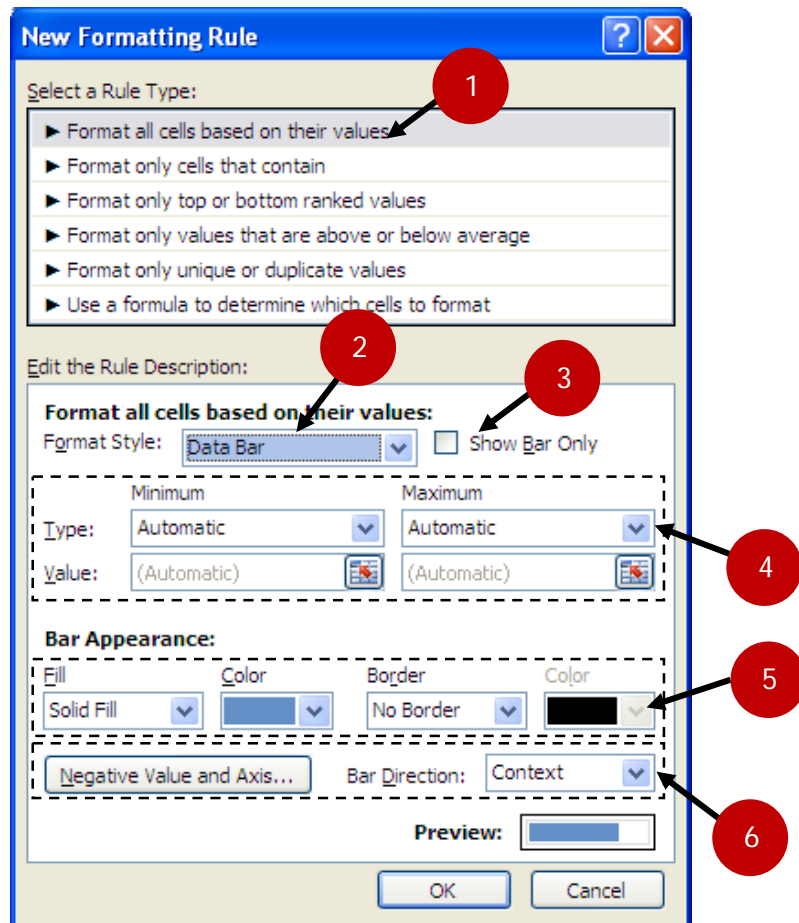 New Formatting Rule
?
1
Select a Rule Type:
► Format all cells based on their values
► Format only cells that contain
► Format only top or bottom ranked values
► Format only values that are above or below average
► Format only unique or duplicate values
► Use a formula to determine which cells to format
2
Edit the Rule Description:
3
Format all cells based on their values:
Format Style: Data Bar Show Bar Only
Minimum Maximum
Type: Automatic Automatic
4
Value: (Automatic) (Automatic)
Bar Appearance:
Fill Color Border Color
5
Solid Fill No Border
Negative Value and Axis... Bar Direction: Context
6
Preview:
OK Cancel